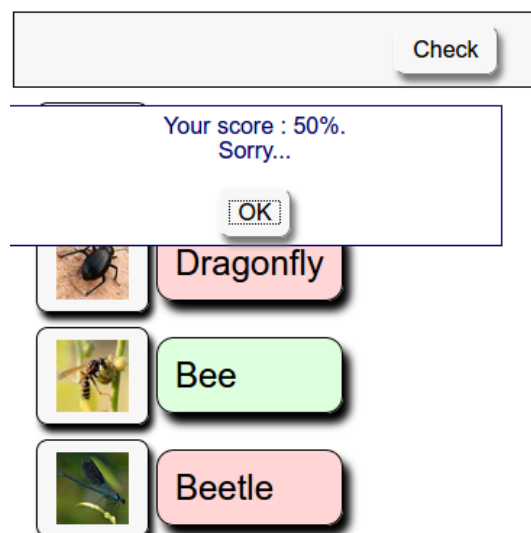 Check
Your score : 50%.
Sorry...
OK
Dragonfly
Bee
Beetle